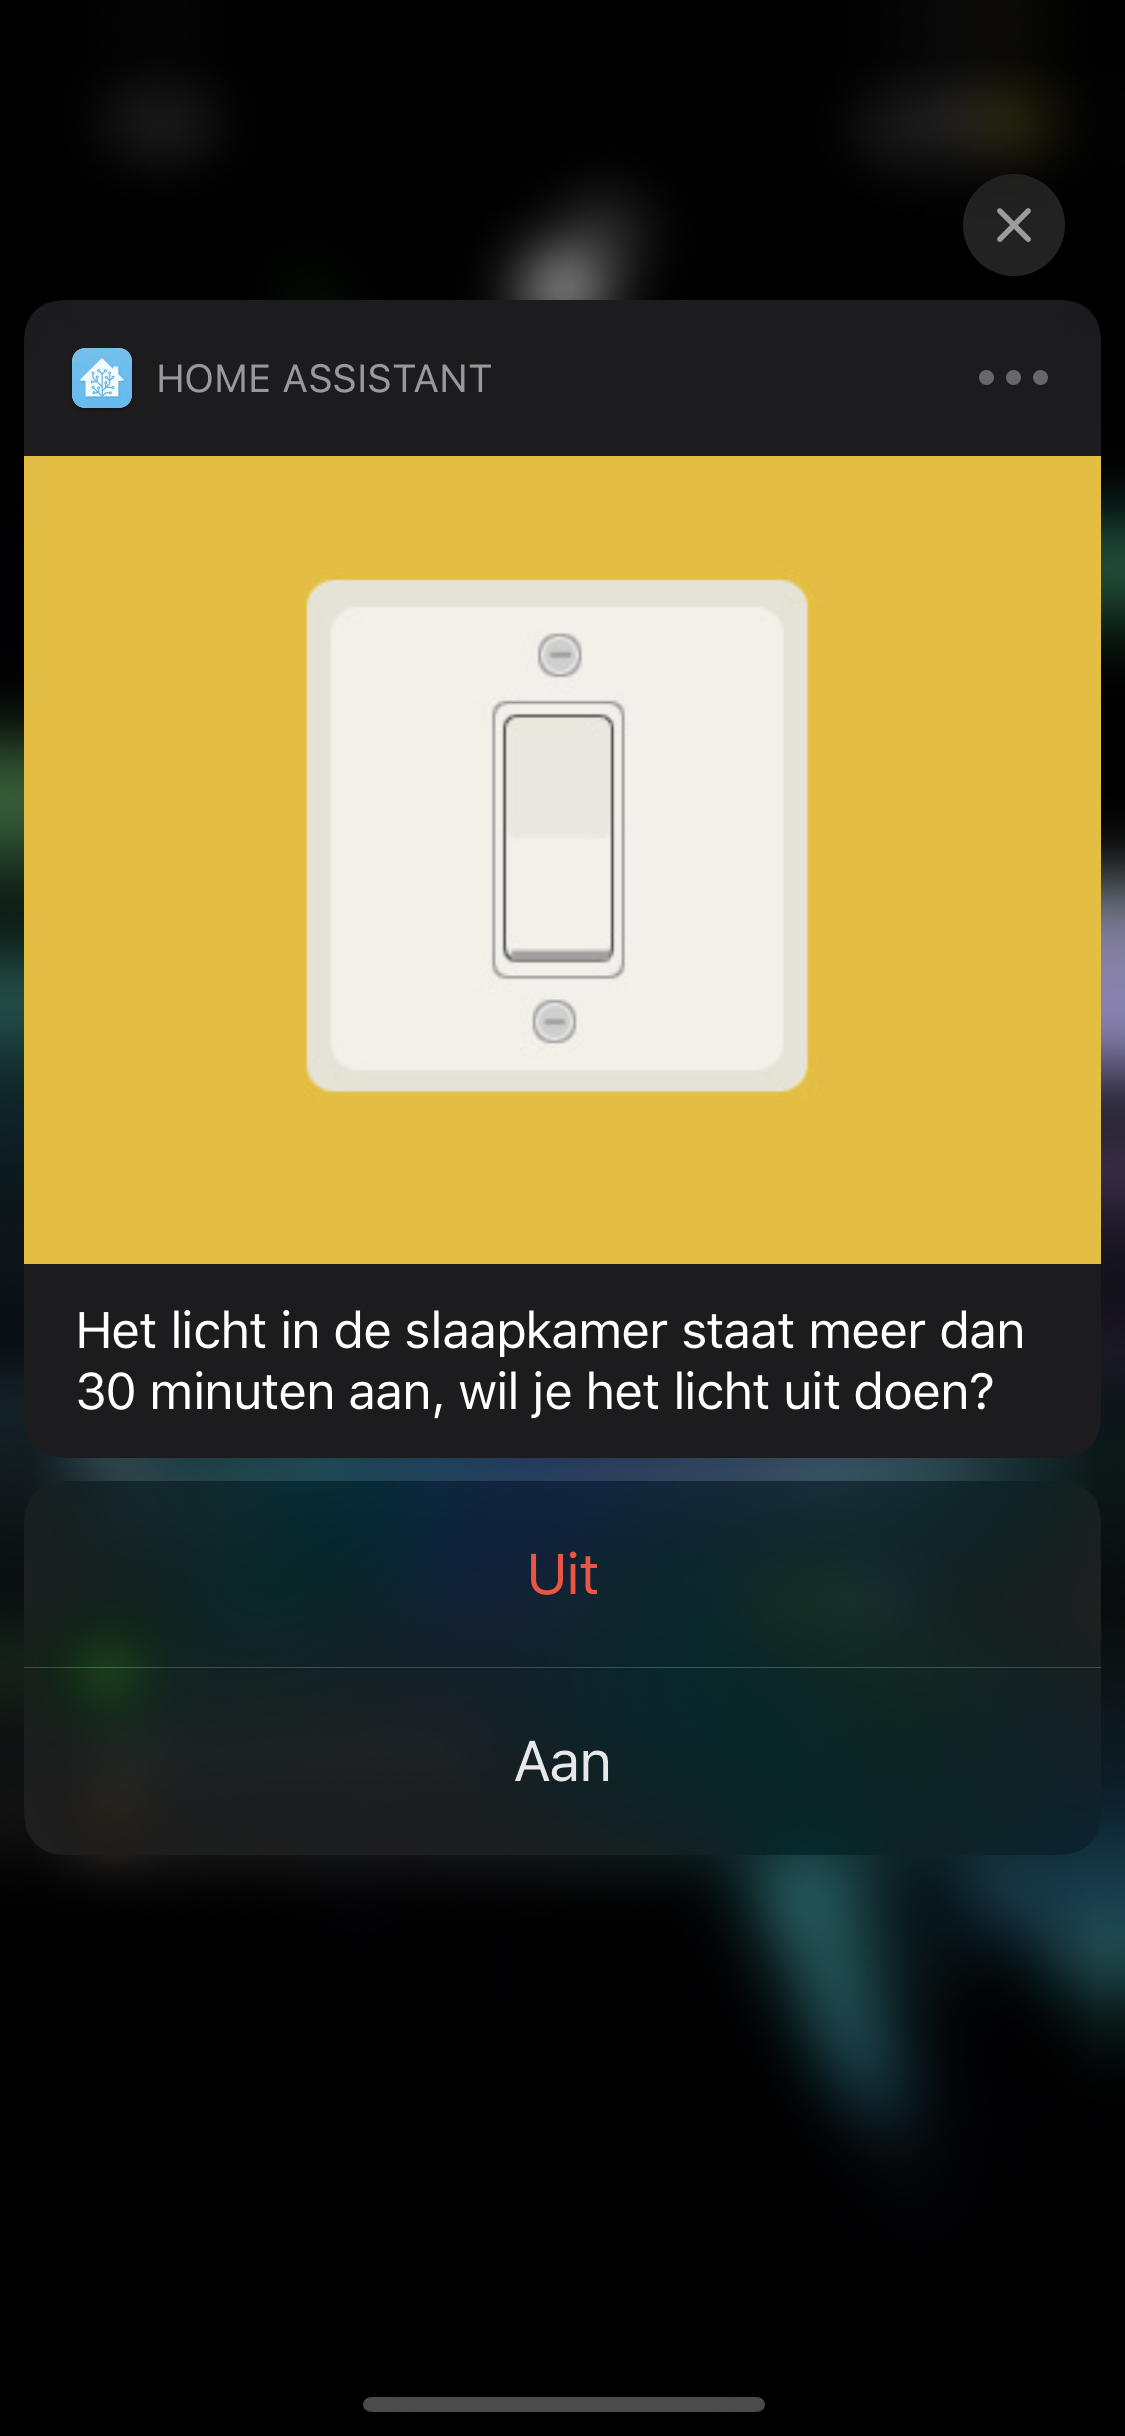 HOME ASSISTANT
Het licht in de slaapkamer staat meer dan
30 minuten aan, wil je het licht uit doen?
Uit
Aan